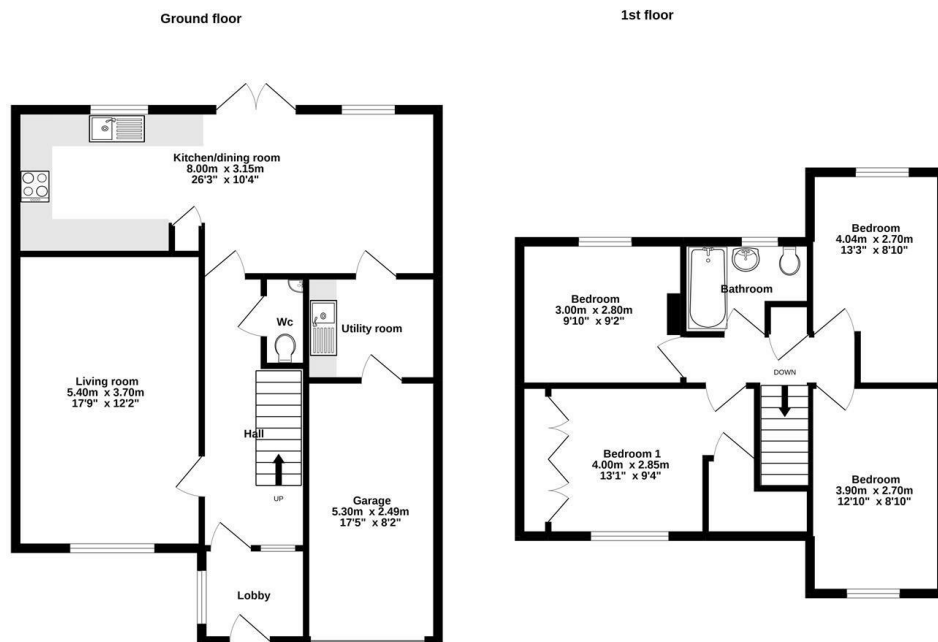 Ground floor
1st floor
Kitchen/dining room
8.00m x 3.15m
26'3" x 10'4"
Wc
Utility room
Living room
5.40m x 3.70m
17'9" x 12'2"
Hall
UP
Garage
5.30m x 2.49m
17'5" x 8'2"
Lobby
Bedroom
4.04m x 2.70m
13'3" x 8'10"
Bathroom
Bedroom
3.00m x 2.80m
9'10" x 9'2"
DOWN
Bedroom 1
4.00m x 2.85m
13'1" x 9'4"
Bedroom
3.90m x 2.70m
12'10" x 8'10"